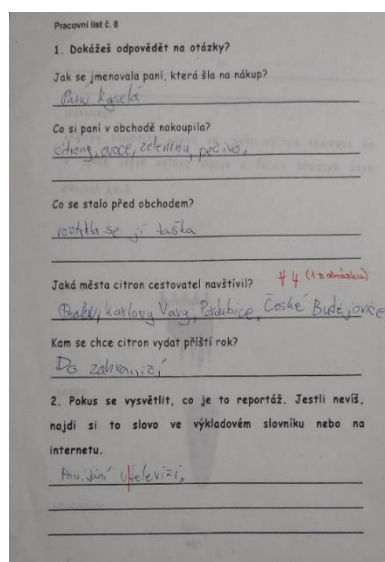 Pracovní list č. 8
1. Dokážeš odpovědět na otázky?
Jak se jmenovala paní, která šla na nákup?
Paní Kyselá
Co si paní v obchodě nakoupila?
citrony, ovoce, zeleninu, pečivo,
Co se stalo před obchodem?
roztrhla se jí taška
# 4 (1 z obrázku)
Jaká města citron cestovatel navštívil?
Karlovy Vary, Pardubice, České Budějovice
Kam se chce citron vydat příští rok?
Do zahraničí
2. Pokus se vysvětlit, co je to reportáž. Jestli nevíš,
najdi si to slovo ve výkladovém slovníku nebo na
internetu.
televizi,